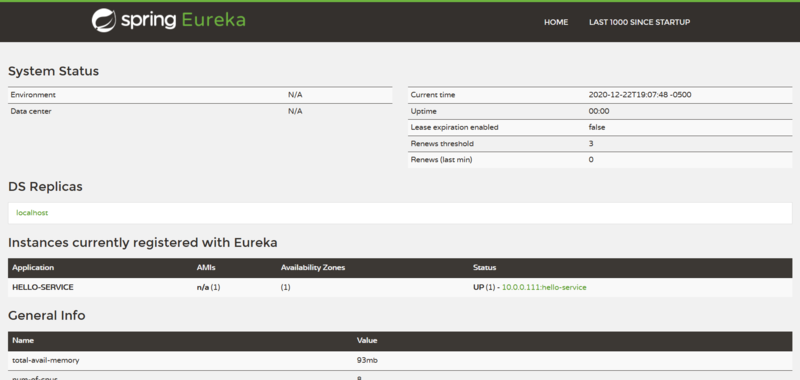 spring Eureka
HOME LAST 1000 SINCE STARTUP
System Status
Environment N/A
Data center N/A
Current time 2020-12-22T19:07:48 -0500
Uptime 00:00
Lease expiration enabled false
Renews threshold 3
Renews (last min) 0
DS Replicas
localhost
Instances currently registered with Eureka
Application AMIs Availability Zones Status
HELLO-SERVICE n/a (1) (1) UP (1) - 10.0.0.111:hello-service
General Info
Name Value
total-avail-memory 93mb